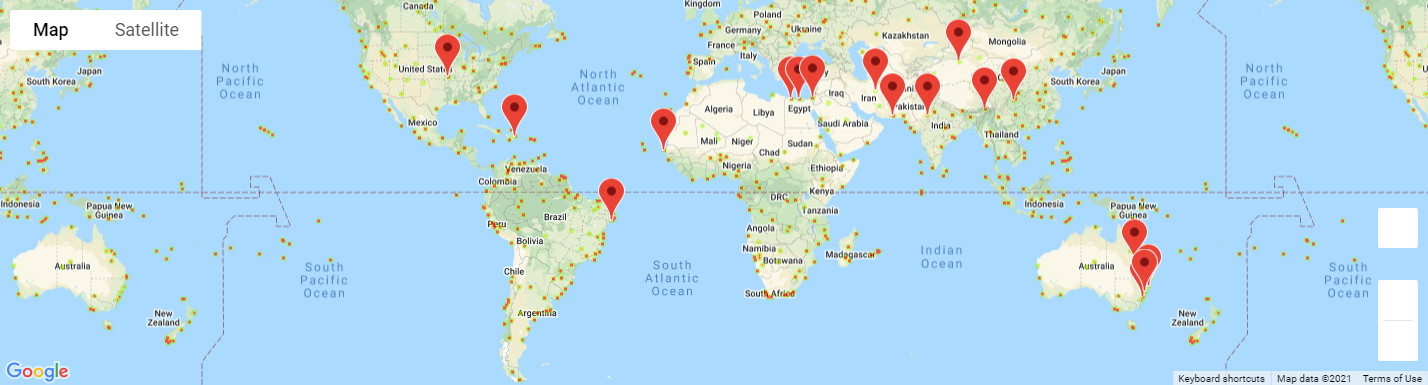 Map
Satellite
Canada
Kingdom
Poland
Germany
Ukraine
Kazakhstan
Mongolia
France
Italy
Spain
Japan
South Korea
North
Pacific
Ocean
United
North
Atlantic
Ocean
Iraq
Iran
Japan
South Korea
North
Pacific
Ocean
Mexico
Algeria
Libya
Egypt
Saudi Arabia
India
Thailand
Mali
Niger
Chad
Sudan
Nigeria
Ethiopia
Venezuela
Colombia
Kenya
DRC
Tanzania
Indonesia
Papua New
Guinea
Peru
Brazil
Bolivia
Angola
Namibia
Botswana
Madagascar
Indonesia
Papua New
Guinea
Australia
South
Pacific
Ocean
Chile
Argentina
South
Atlantic
Ocean
South Africa
Indian
Ocean
Australia
South
Pacific
Ocean
New
Zealand
New
Zealand
Google
Keyboard shortcuts
Map data ©2021
Terms of Use